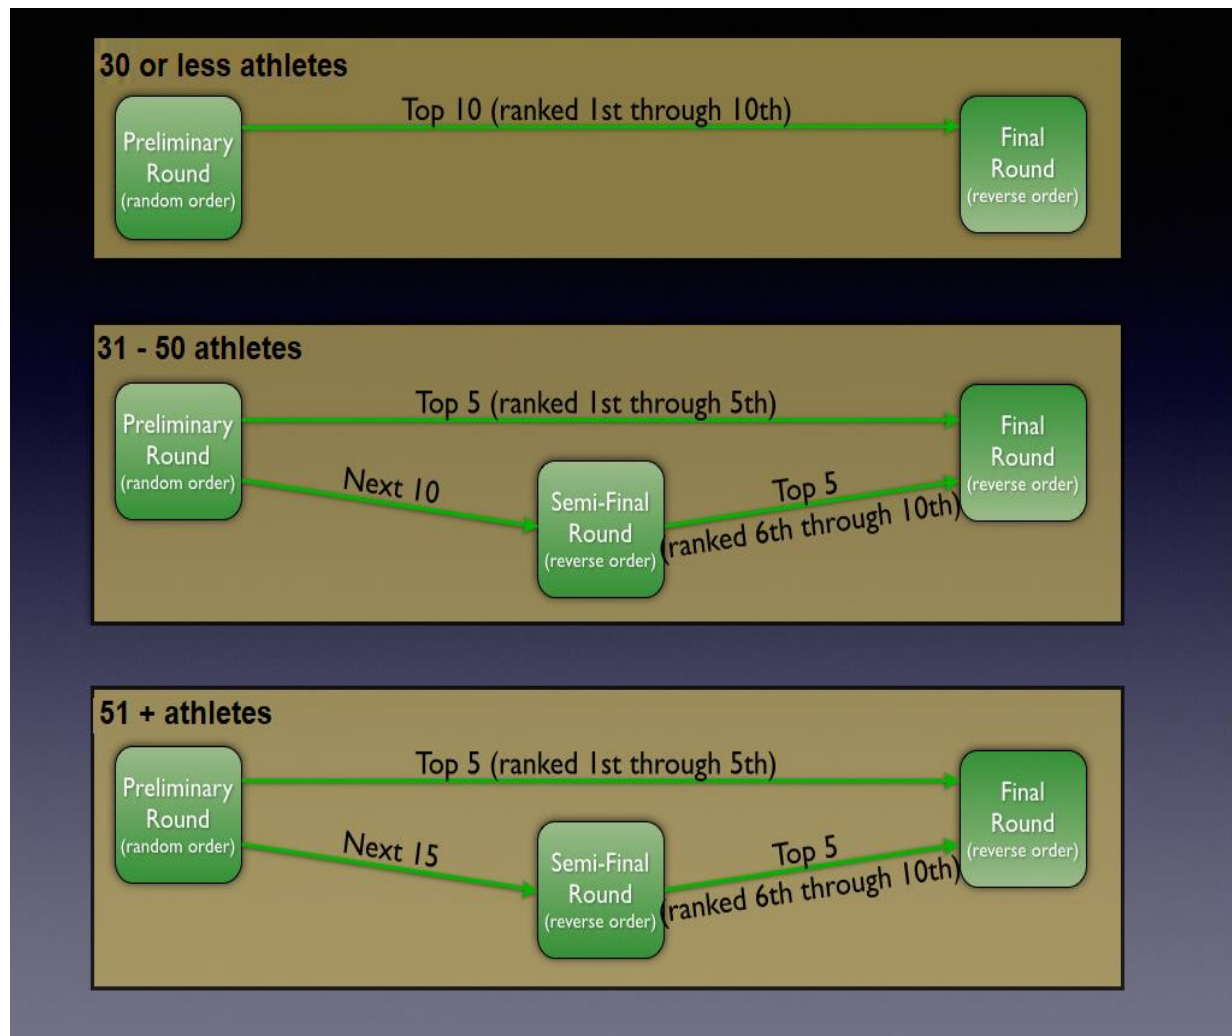 30 or less athletes
Top 10 (ranked 1st through 10th)
Preliminary
Round
(random order)
Final
Round
(reverse order)
31 - 50 athletes
Top 5 (ranked 1st through 5th)
Preliminary
Round
(random order)
Next 10
Semi-Final
Round
(reverse order)
Top 5
(ranked 6th through 10th)
Final
Round
(reverse order)
51 + athletes
Top 5 (ranked 1st through 5th)
Preliminary
Round
(random order)
Next 15
Semi-Final
Round
(reverse order)
Top 5
(ranked 6th through 10th)
Final
Round
(reverse order)